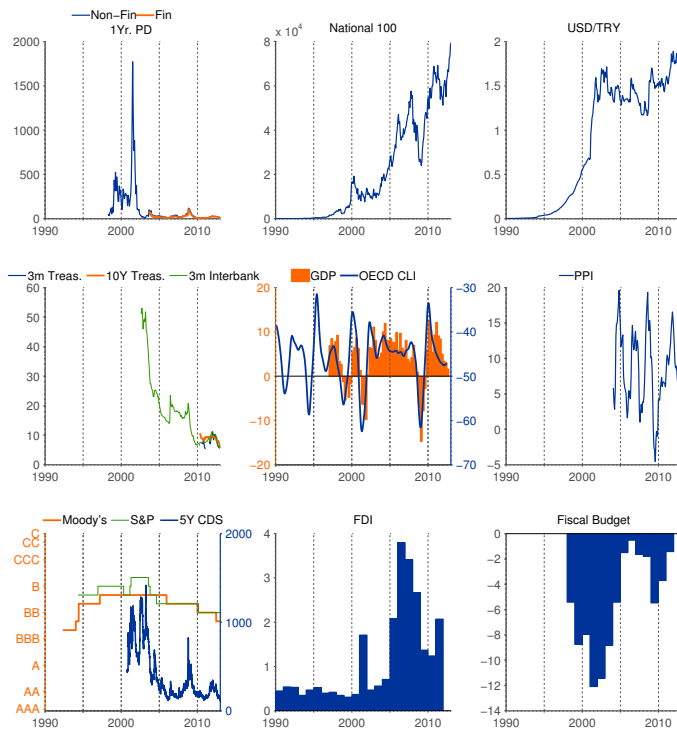 Non-Fin Fin
1Yr. PD
2000
1500
1000
500
0
1990 2000 2010
x 10⁴ National 100
8
6
4
2
0
1990 2000 2010
USD/TRY
2
1.5
1
0.5
0
1990 2000 2010
3m Treas. 10Y Treas. 3m Interbank
60
50
40
30
20
10
0
1990 2000 2010
GDP OECD CLI
20 −30
10 −40
0 −50
−10 −60
−20 −70
1990 2000 2010
PPI
20
15
10
5
0
−5
1990 2000 2010
Moody's S&P 5Y CDS
C 2000
CC
CCC
B
BB 1000
BBB
A
AA
AAA 0
1990 2000 2010
FDI
4
3
2
1
0
1990 2000 2010
Fiscal Budget
0
−2
−4
−6
−8
−10
−12
−14
1990 2000 2010